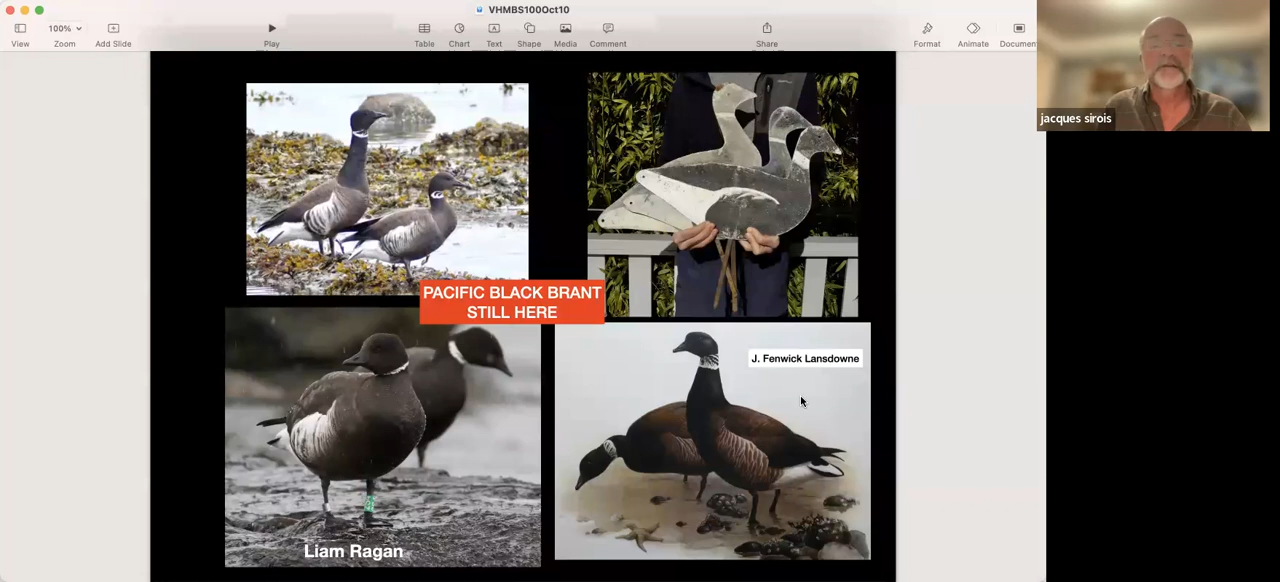 VHMBS100Oct10
100%
View
Zoom
Add Slide
Play
Table
Chart
Text
Shape
Media
Comment
Share
Format
Animate
Documen
jacques sirois
PACIFIC BLACK BRANT
STILL HERE
J. Fenwick Lansdowne
Liam Ragan